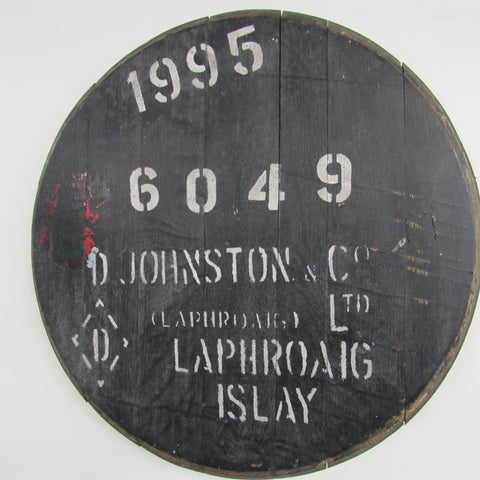 1995
6049
D JOHNSTON & Cº
(LAPHROAIG) LTD
D
LAPHROAIG
ISLAY